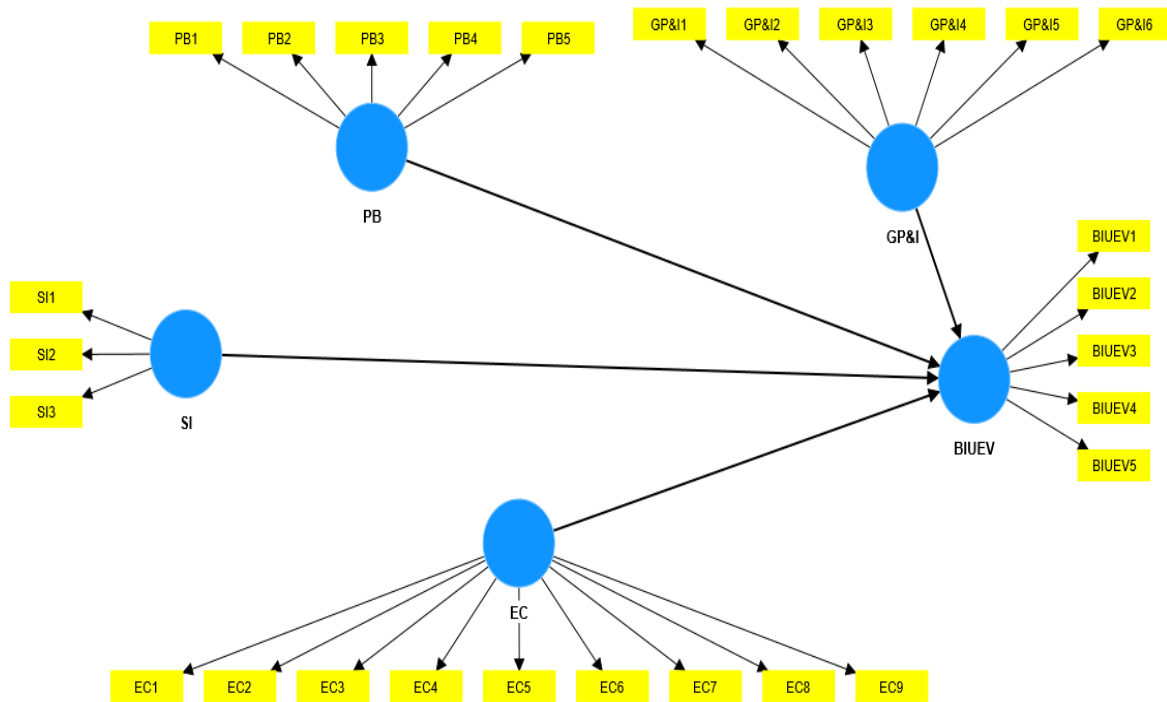 PB1
PB2
PB3
PB4
PB5
GP&I1
GP&I2
GP&I3
GP&I4
GP&I5
GP&I6
PB
GP&I
BIUEV1
BIUEV2
BIUEV3
BIUEV4
BIUEV5
BIUEV
SI1
SI2
SI3
SI
EC
EC1
EC2
EC3
EC4
EC5
EC6
EC7
EC8
EC9